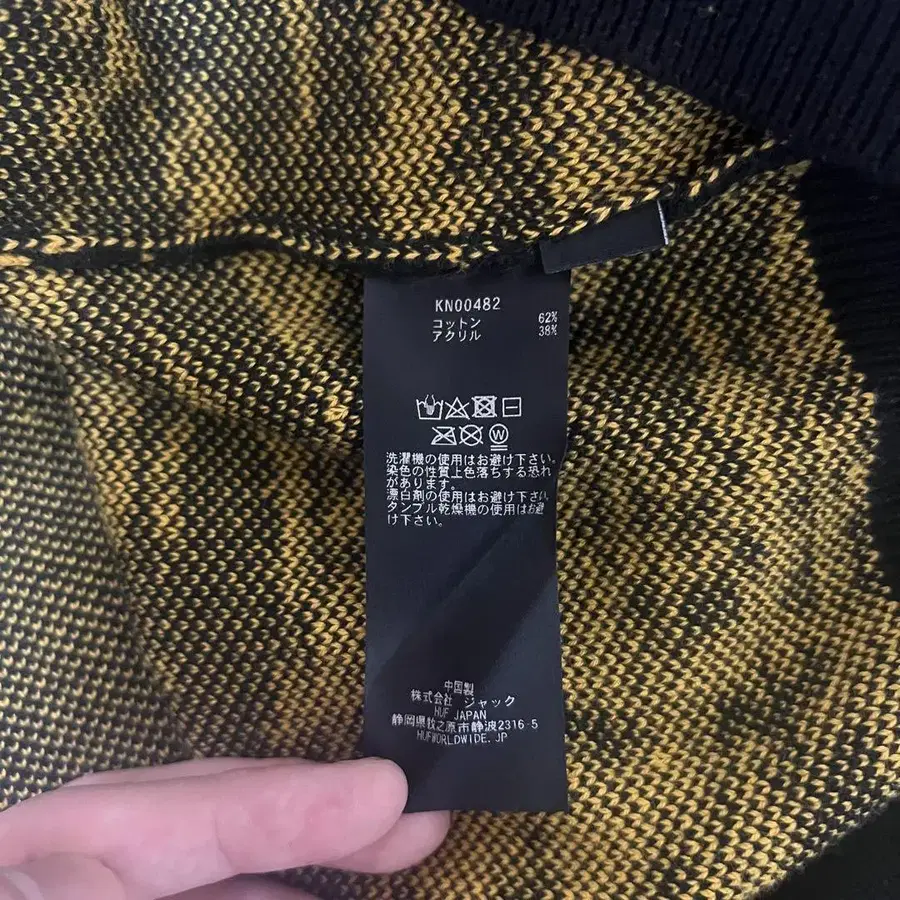 KN00482
コットン 62%
アクリル 38%
W
洗濯機の使用はお避け下さい。
染色の性質上色落ちする恐れ
があります。
漂白剤の使用はお避け下さい
タンブル乾燥機の使用はお避
け下さい。
中国製
株式会社 ジャック
HUF JAPAN
静岡県牧之原市静波2316-5
HUFWORLDWIDE.JP